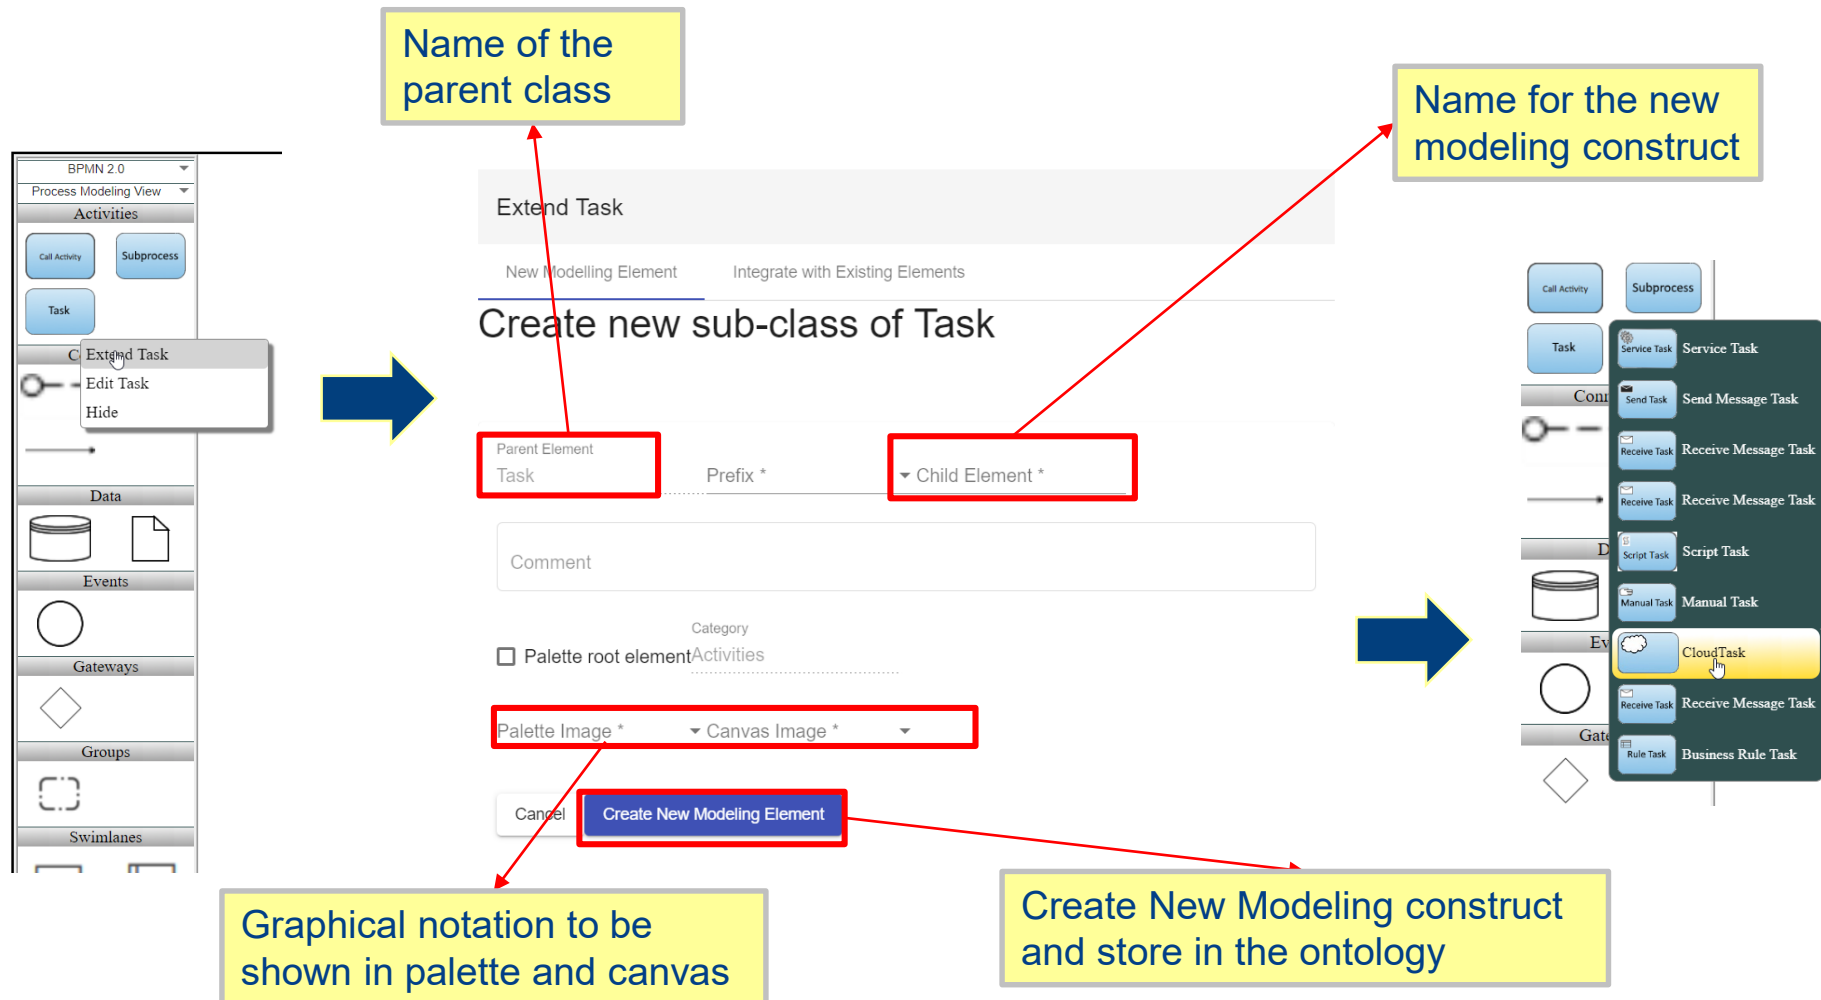 Name of the
parent class
Name for the new
modeling construct
BPMN 2.0
Process Modeling View
Activities
Call Activity
Subprocess
Task
Extend Task
Edit Task
Hide
Data
Events
Gateways
Groups
Swimlanes
Extend Task
New Modelling Element
Integrate with Existing Elements
Create new sub-class of Task
Parent Element
Task
Prefix *
Child Element *
Comment
Category
Palette root element
Activities
Palette Image *
Canvas Image *
Cancel
Create New Modeling Element
Graphical notation to be
shown in palette and canvas
Create New Modeling construct
and store in the ontology
Call Activity
Subprocess
Task
Service Task
Service Task
Conn
Send Task
Send Message Task
Receive Task
Receive Message Task
Receive Task
Receive Message Task
D
Script Task
Script Task
Manual Task
Manual Task
Ev
CloudTask
Receive Task
Receive Message Task
Gate
Rule Task
Business Rule Task